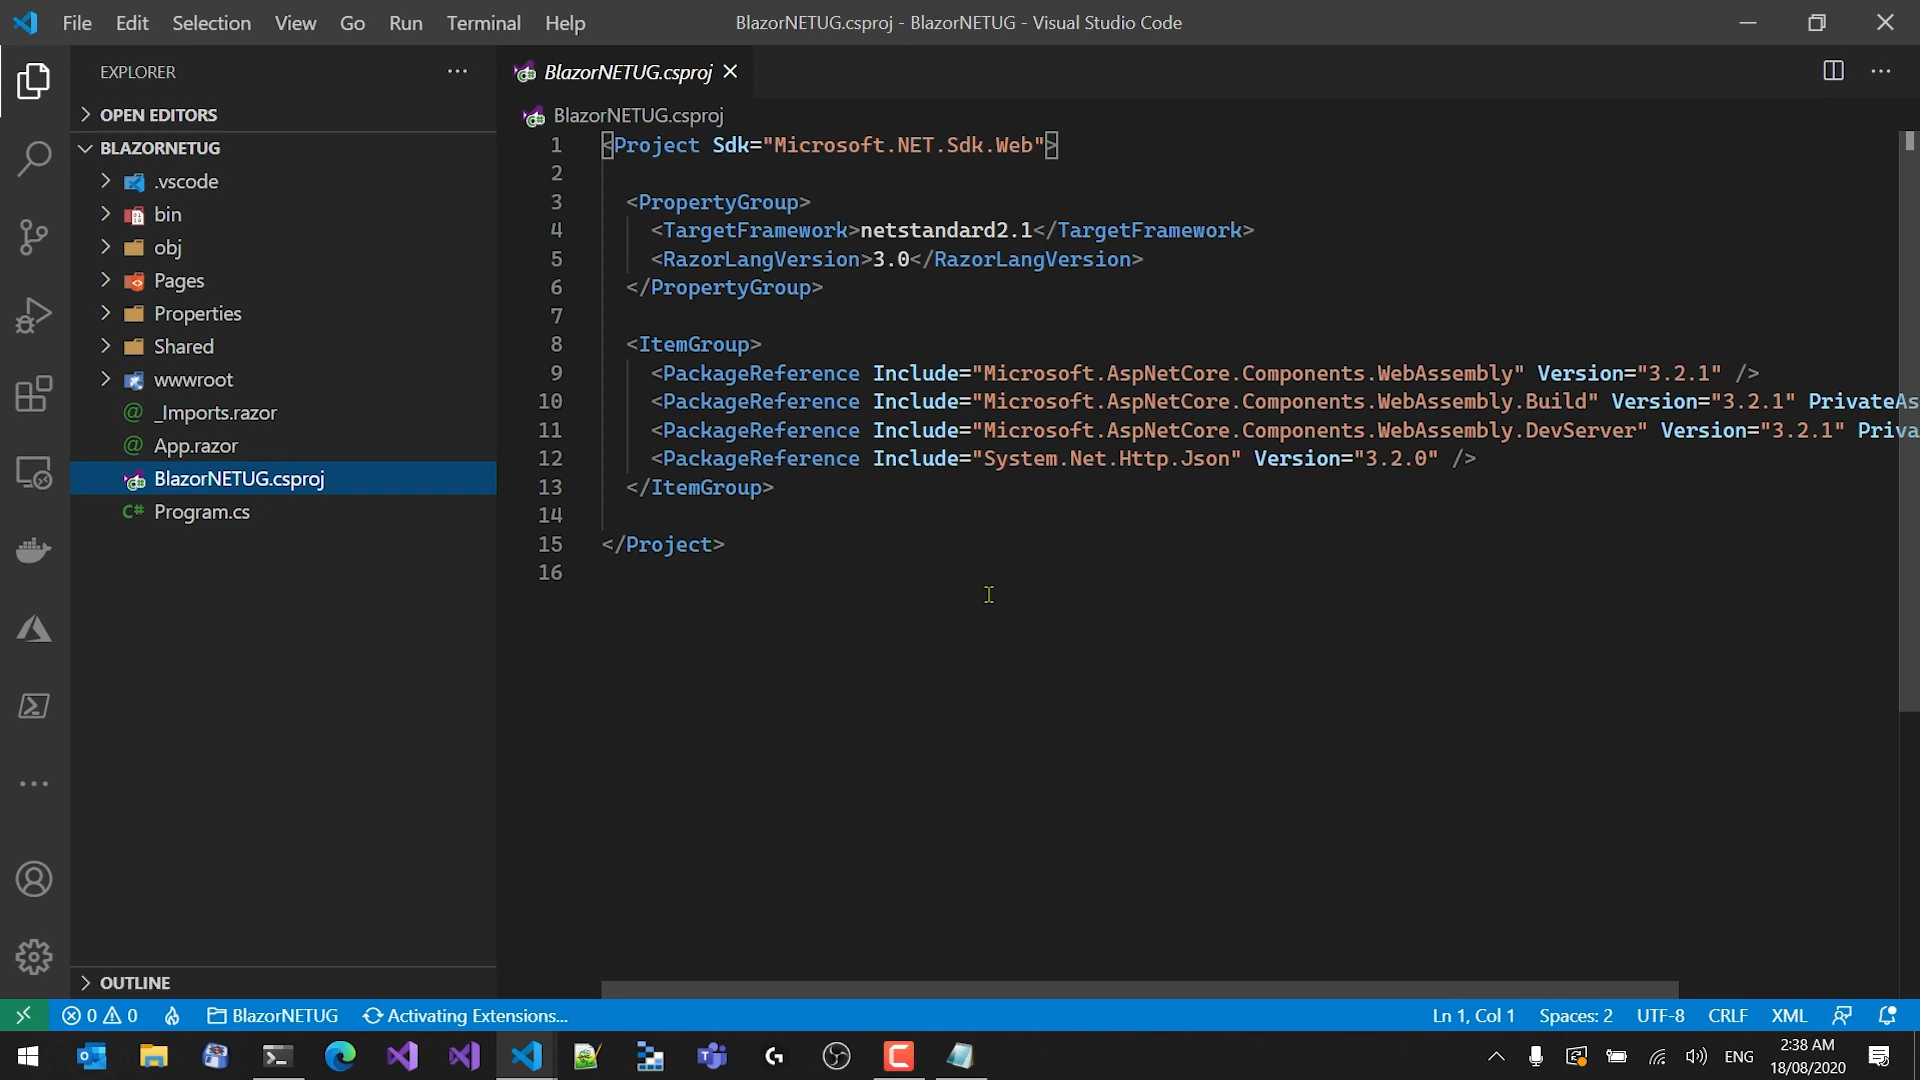 File Edit Selection View Go Run Terminal Help
BlazorNETUG.csproj - BlazorNETUG - Visual Studio Code
EXPLORER
OPEN EDITORS
BLAZORNETUG
.vscode
bin
obj
Pages
Properties
Shared
wwwroot
@ _Imports.razor
@ App.razor
BlazorNETUG.csproj
C# Program.cs
OUTLINE
BlazorNETUG.csproj
BlazorNETUG.csproj
1 <Project Sdk="Microsoft.NET.Sdk.Web">
2
3 <PropertyGroup>
4 <TargetFramework>netstandard2.1</TargetFramework>
5 <RazorLangVersion>3.0</RazorLangVersion>
6 </PropertyGroup>
7
8 <ItemGroup>
9 <PackageReference Include="Microsoft.AspNetCore.Components.WebAssembly" Version="3.2.1" />
10 <PackageReference Include="Microsoft.AspNetCore.Components.WebAssembly.Build" Version="3.2.1" PrivateAs
11 <PackageReference Include="Microsoft.AspNetCore.Components.WebAssembly.DevServer" Version="3.2.1" Priva
12 <PackageReference Include="System.Net.Http.Json" Version="3.2.0" />
13 </ItemGroup>
14
15 </Project>
16
0 0 BlazorNETUG Activating Extensions...
Ln 1, Col 1 Spaces: 2 UTF-8 CRLF XML
ENG
2:38 AM
18/08/2020